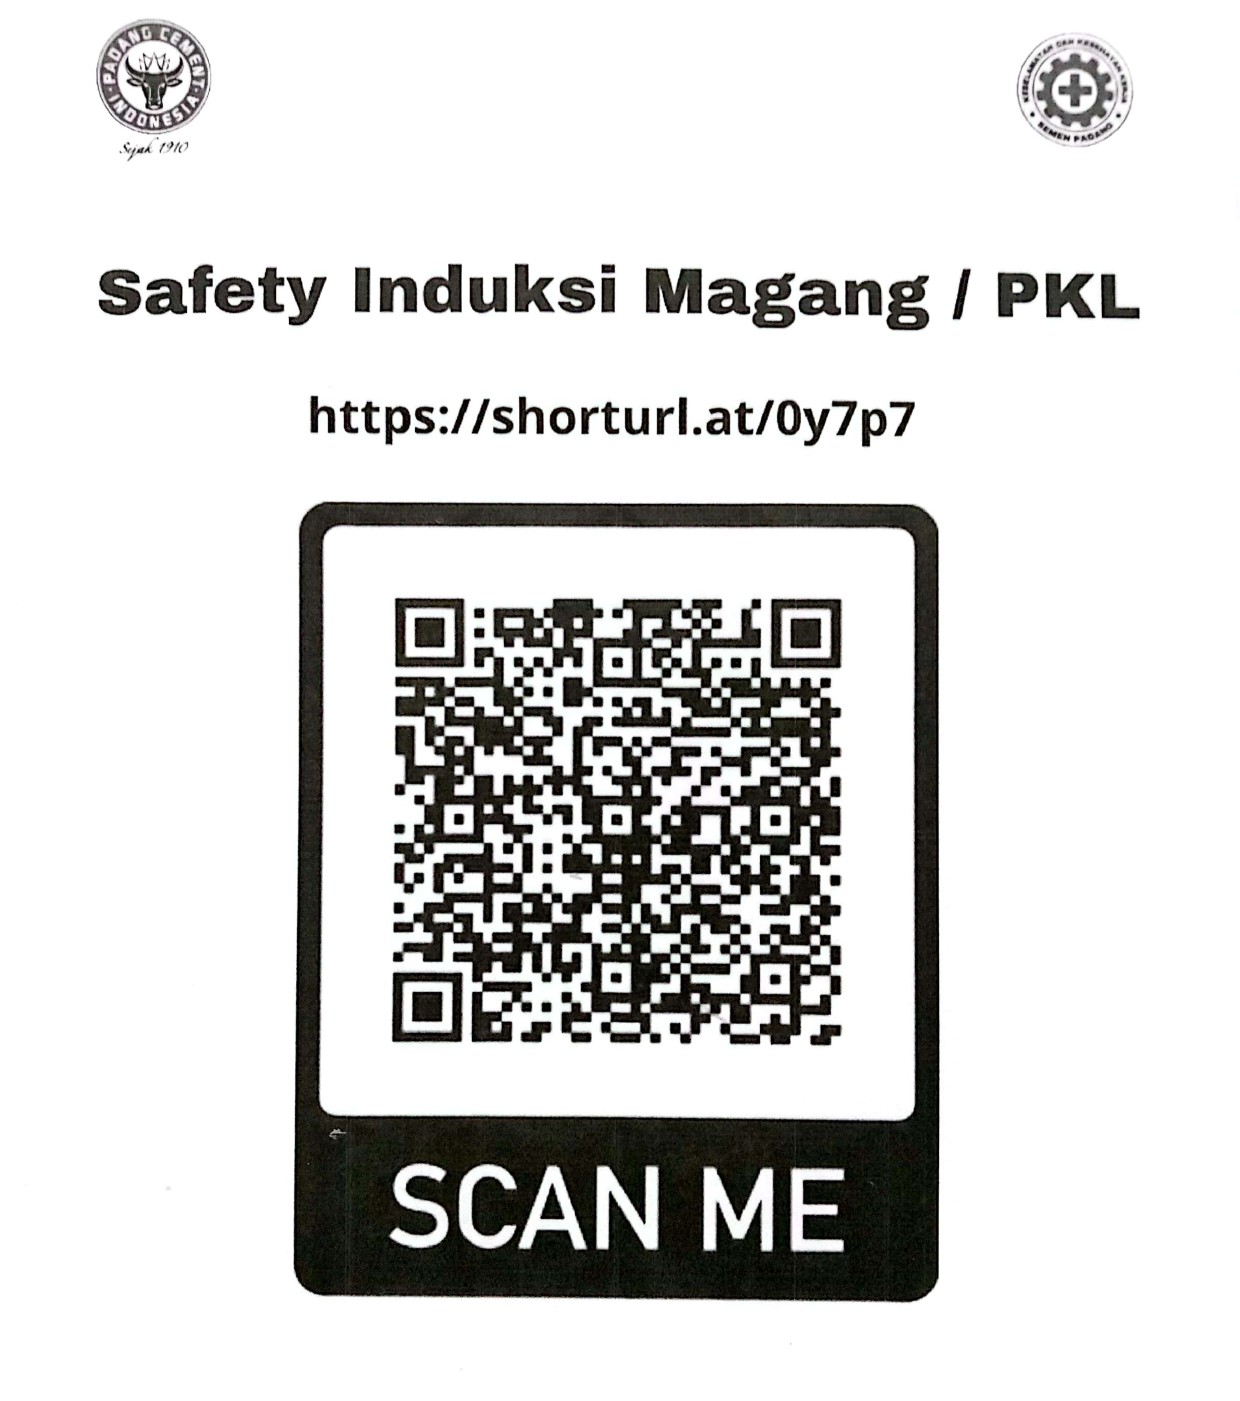 PADANG CEMENT INDONESIA
Sejak 1910
KESELAMATAN DAN KESEHATAN KERJA
SEMEN PADANG
Safety Induksi Magang / PKL
https://shorturl.at/0y7p7
SCAN ME